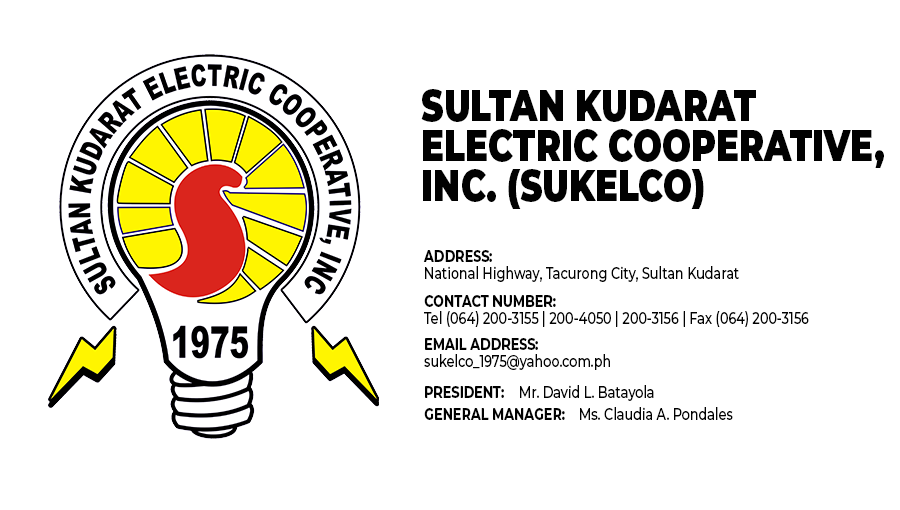 SULTAN KUDARAT ELECTRIC COOPERATIVE, INC
1975
SULTAN KUDARAT
ELECTRIC COOPERATIVE,
INC. (SUKELCO)
ADDRESS:
National Highway, Tacurong City, Sultan Kudarat
CONTACT NUMBER:
Tel (064) 200-3155 | 200-4050 | 200-3156 | Fax (064) 200-3156
EMAIL ADDRESS:
sukelco_1975@yahoo.com.ph
PRESIDENT: Mr. David L. Batayola
GENERAL MANAGER: Ms. Claudia A. Pondales